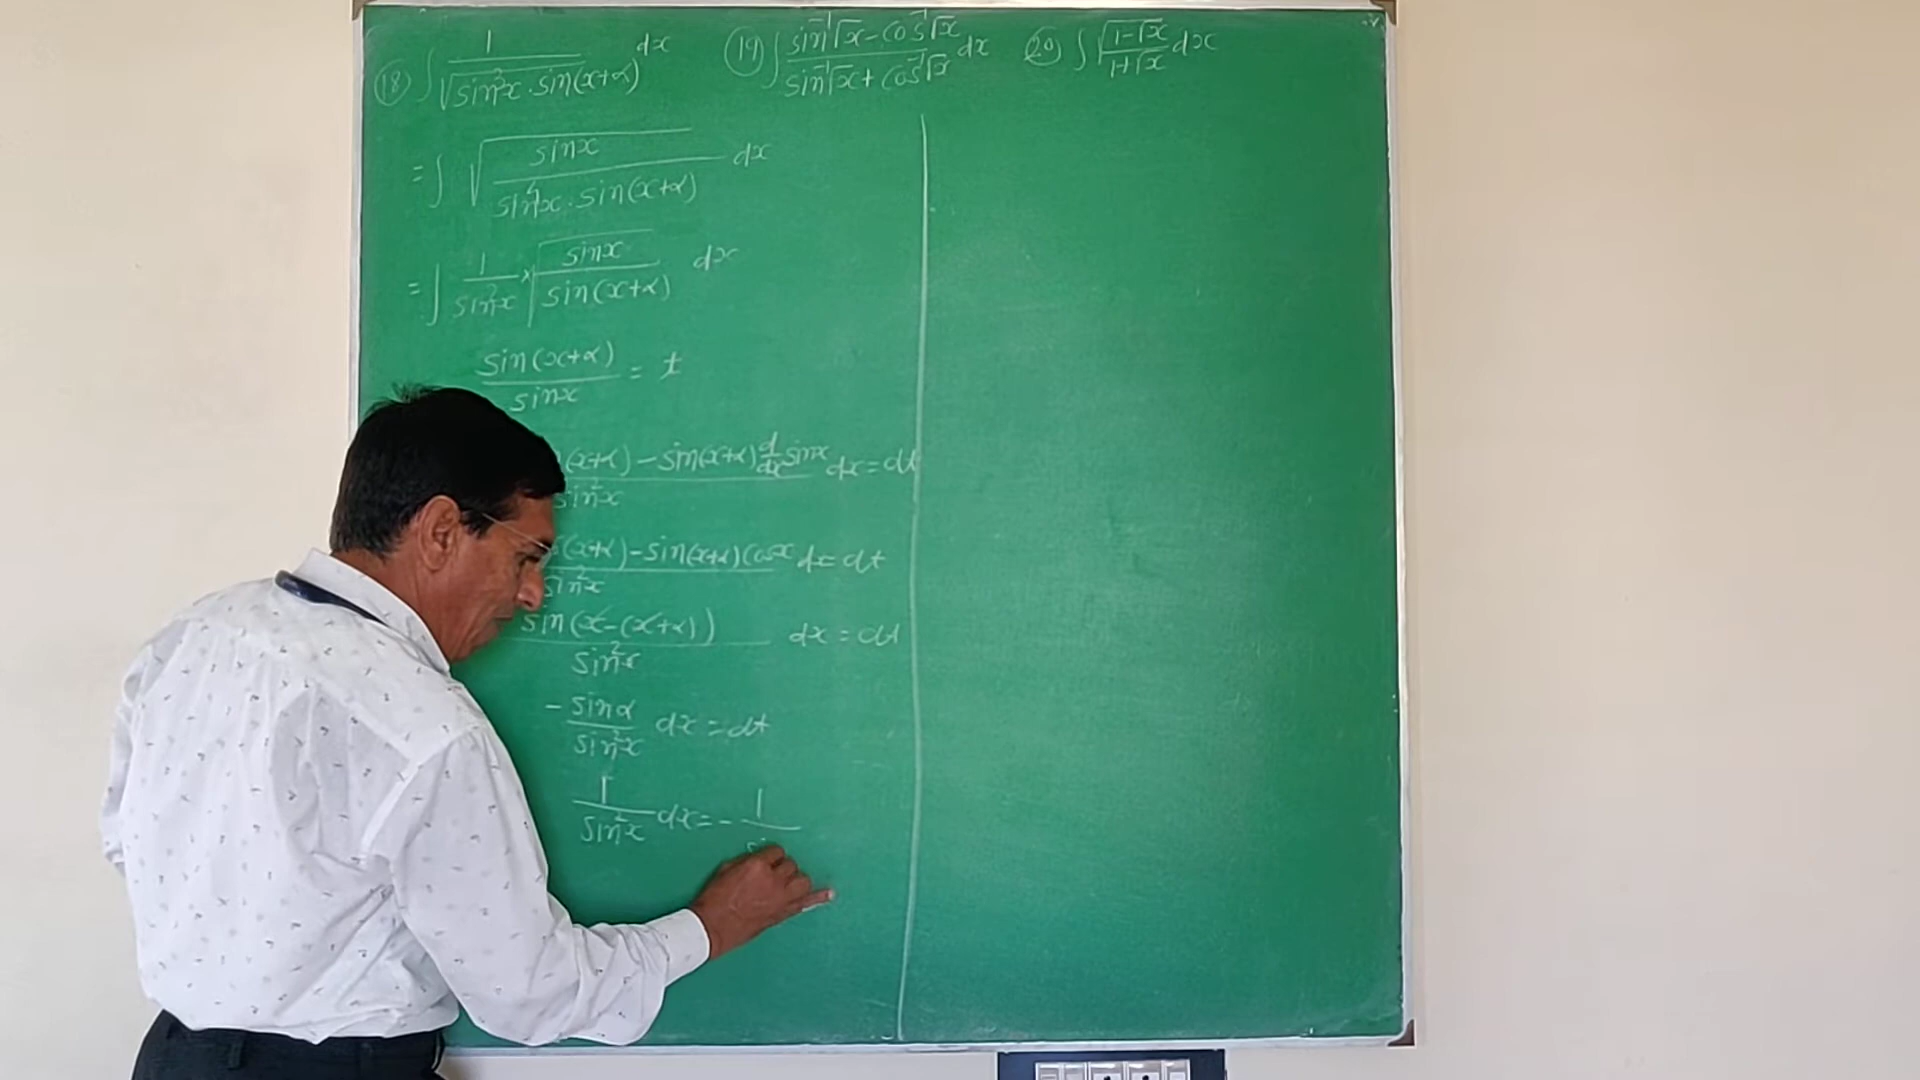 ⑱ ∫ 1/√(sin³x · sin(x+α)) dx ⑲ ∫ (sin⁻¹√x − cos⁻¹√x)/(sin⁻¹√x + cos⁻¹√x) dx ⑳ ∫ √((1−√x)/(1+√x)) dx
= ∫ √(sinx/(sin⁴x · sin(x+α))) dx
= ∫ 1/sin²x × √(sinx/sin(x+α)) dx
sin(x+α)/sinx = t
(x+α) − sin(x+α) d/dx sinx / sin²x dx = dt
(x+α) − sin(x+α) cosx / sin²x dx = dt
sin(x−(x+α))/sin²x dx = dt
− sinα/sin²x dx = dt
1/sin²x dx = − 1/